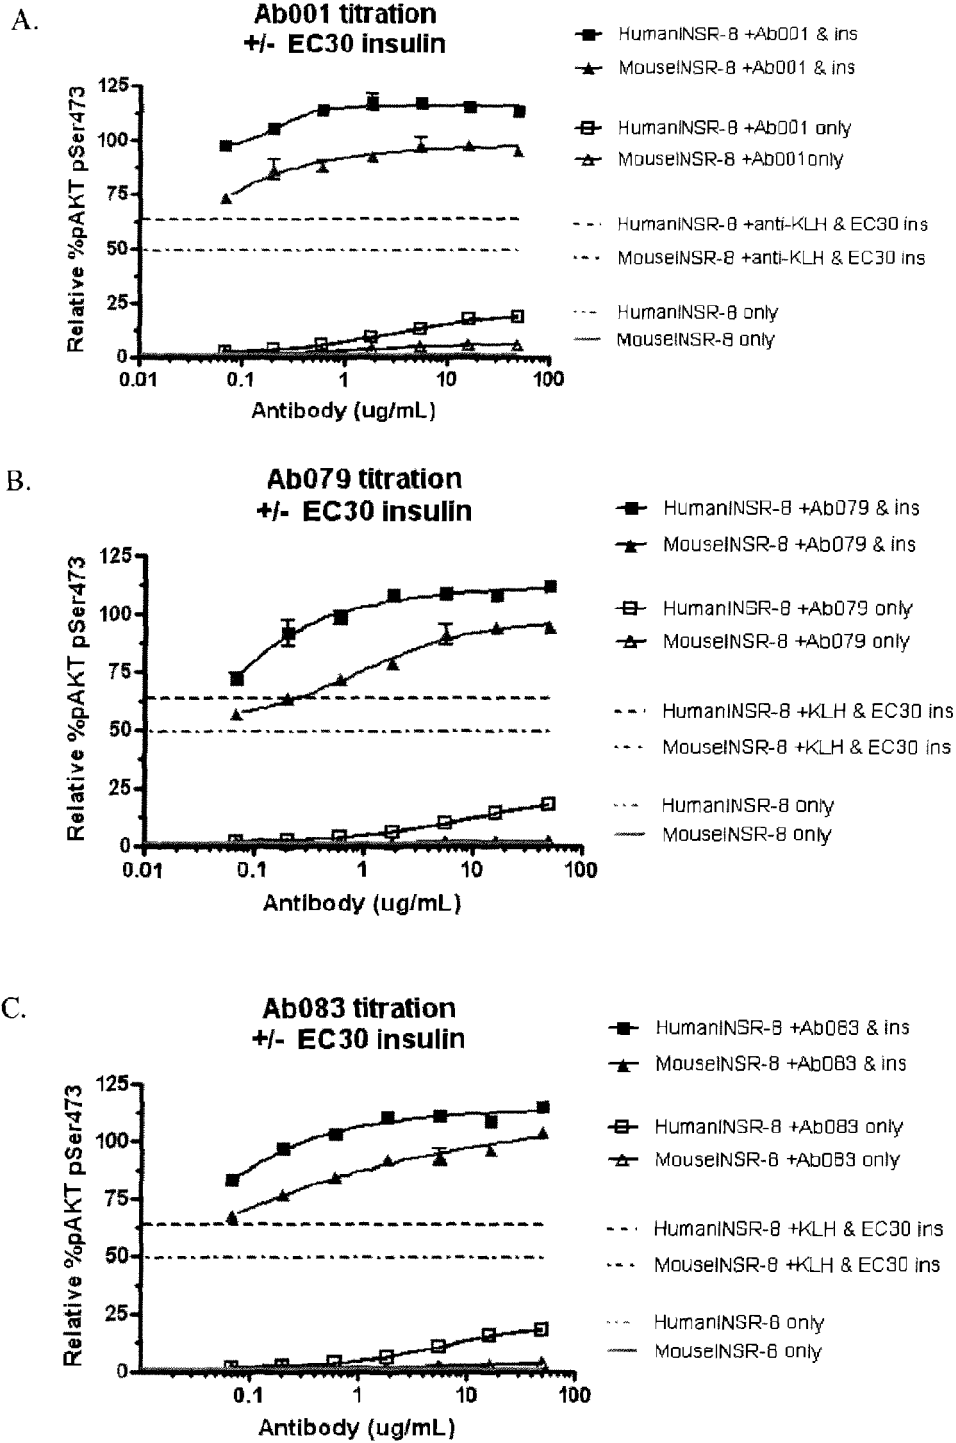 A.
Ab001 titration
+/- EC30 insulin
HumanINSR-8 +Ab001 & ins
MouseINSR-8 +Ab001 & ins
HumanINSR-8 +Ab001 only
MouseINSR-8 +Ab001only
HumanINSR-8 +anti-KLH & EC30 ins
MouseINSR-8 +anti-KLH & EC30 ins
HumanINSR-8 only
MouseINSR-8 only
Relative %pAKT pSer473
125
100
75
50
25
0
0.01 0.1 1 10 100
Antibody (ug/mL)
B.
Ab079 titration
+/- EC30 insulin
HumanINSR-8 +Ab079 & ins
MouseINSR-8 +Ab079 & ins
HumanINSR-8 +Ab079 only
MouseINSR-8 +Ab079 only
HumanINSR-8 +KLH & EC30 ins
MouseINSR-8 +KLH & EC30 ins
HumanINSR-8 only
MouseINSR-8 only
Relative %pAKT pSer473
125
100
75
50
25
0
0.01 0.1 1 10 100
Antibody (ug/mL)
C.
Ab083 titration
+/- EC30 insulin
HumanINSR-8 +Ab083 & ins
MouseINSR-8 +Ab083 & ins
HumanINSR-8 +Ab083 only
MouseINSR-8 +Ab083 only
HumanINSR-8 +KLH & EC30 ins
MouseINSR-8 +KLH & EC30 ins
HumanINSR-8 only
MouseINSR-8 only
Relative %pAKT pSer473
125
100
75
50
25
0
0.1 1 10 100
Antibody (ug/mL)